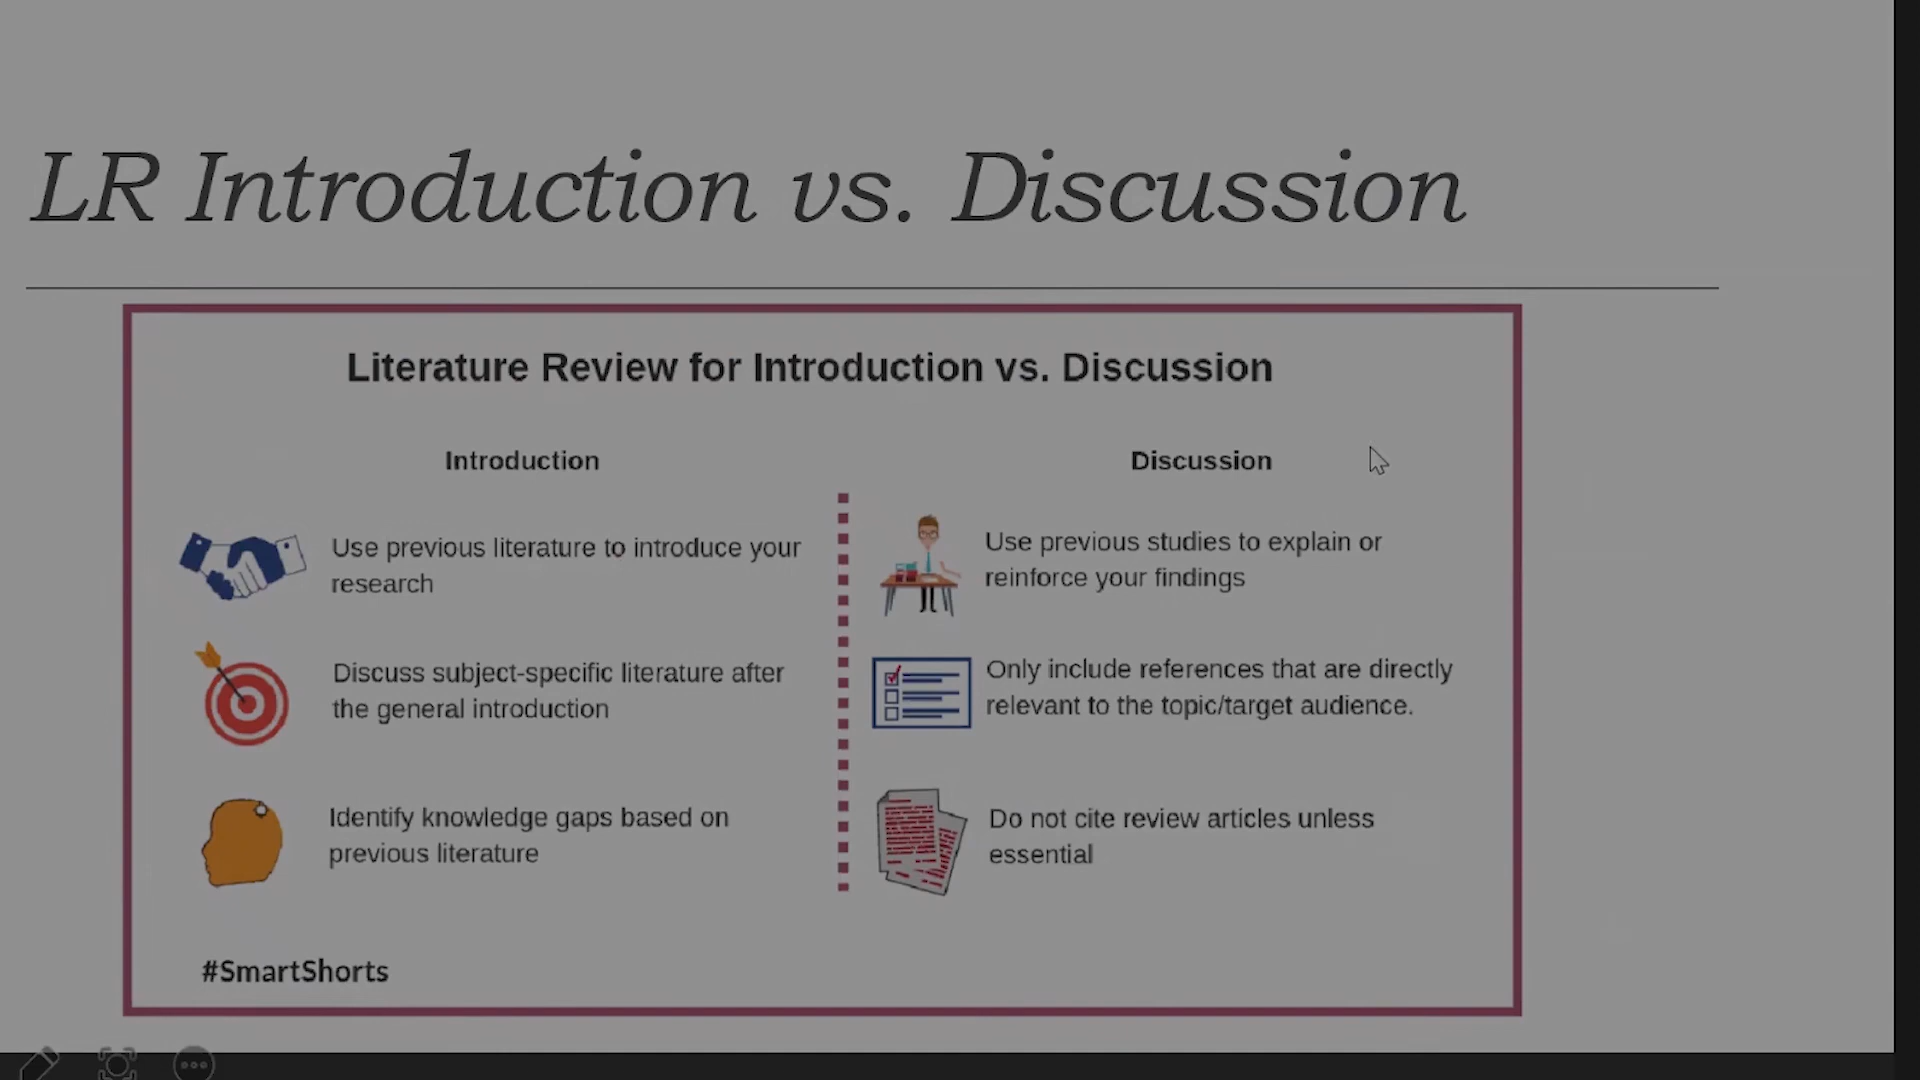 LR Introduction vs. Discussion
Literature Review for Introduction vs. Discussion
Introduction
Use previous literature to introduce your
research
Discuss subject-specific literature after
the general introduction
Identify knowledge gaps based on
previous literature
Discussion
Use previous studies to explain or
reinforce your findings
Only include references that are directly
relevant to the topic/target audience.
Do not cite review articles unless
essential
#SmartShorts